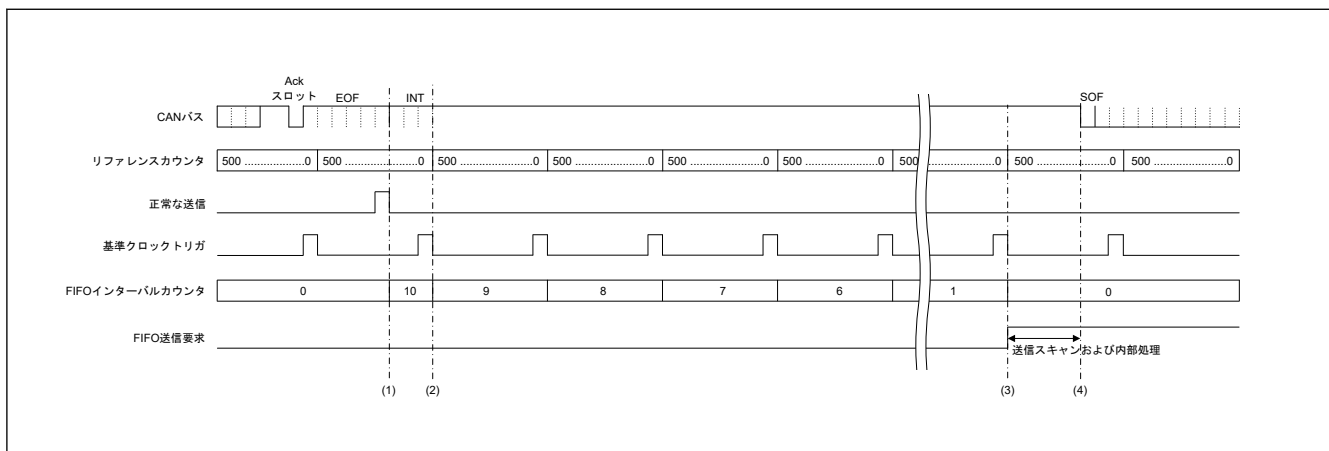 Ack
スロット
EOF
INT
SOF
CANバス
リファレンスカウンタ
500 ..................0
500 ............................0
500 .....................0
500 .....................0
500 .....................0
500 .....................0
500 ........................0
500 .....................0
500 .....................0
正常な送信
基準クロックトリガ
FIFOインターバルカウンタ
0
10
9
8
7
6
1
0
FIFO送信要求
送信スキャンおよび内部処理
(1)
(2)
(3)
(4)